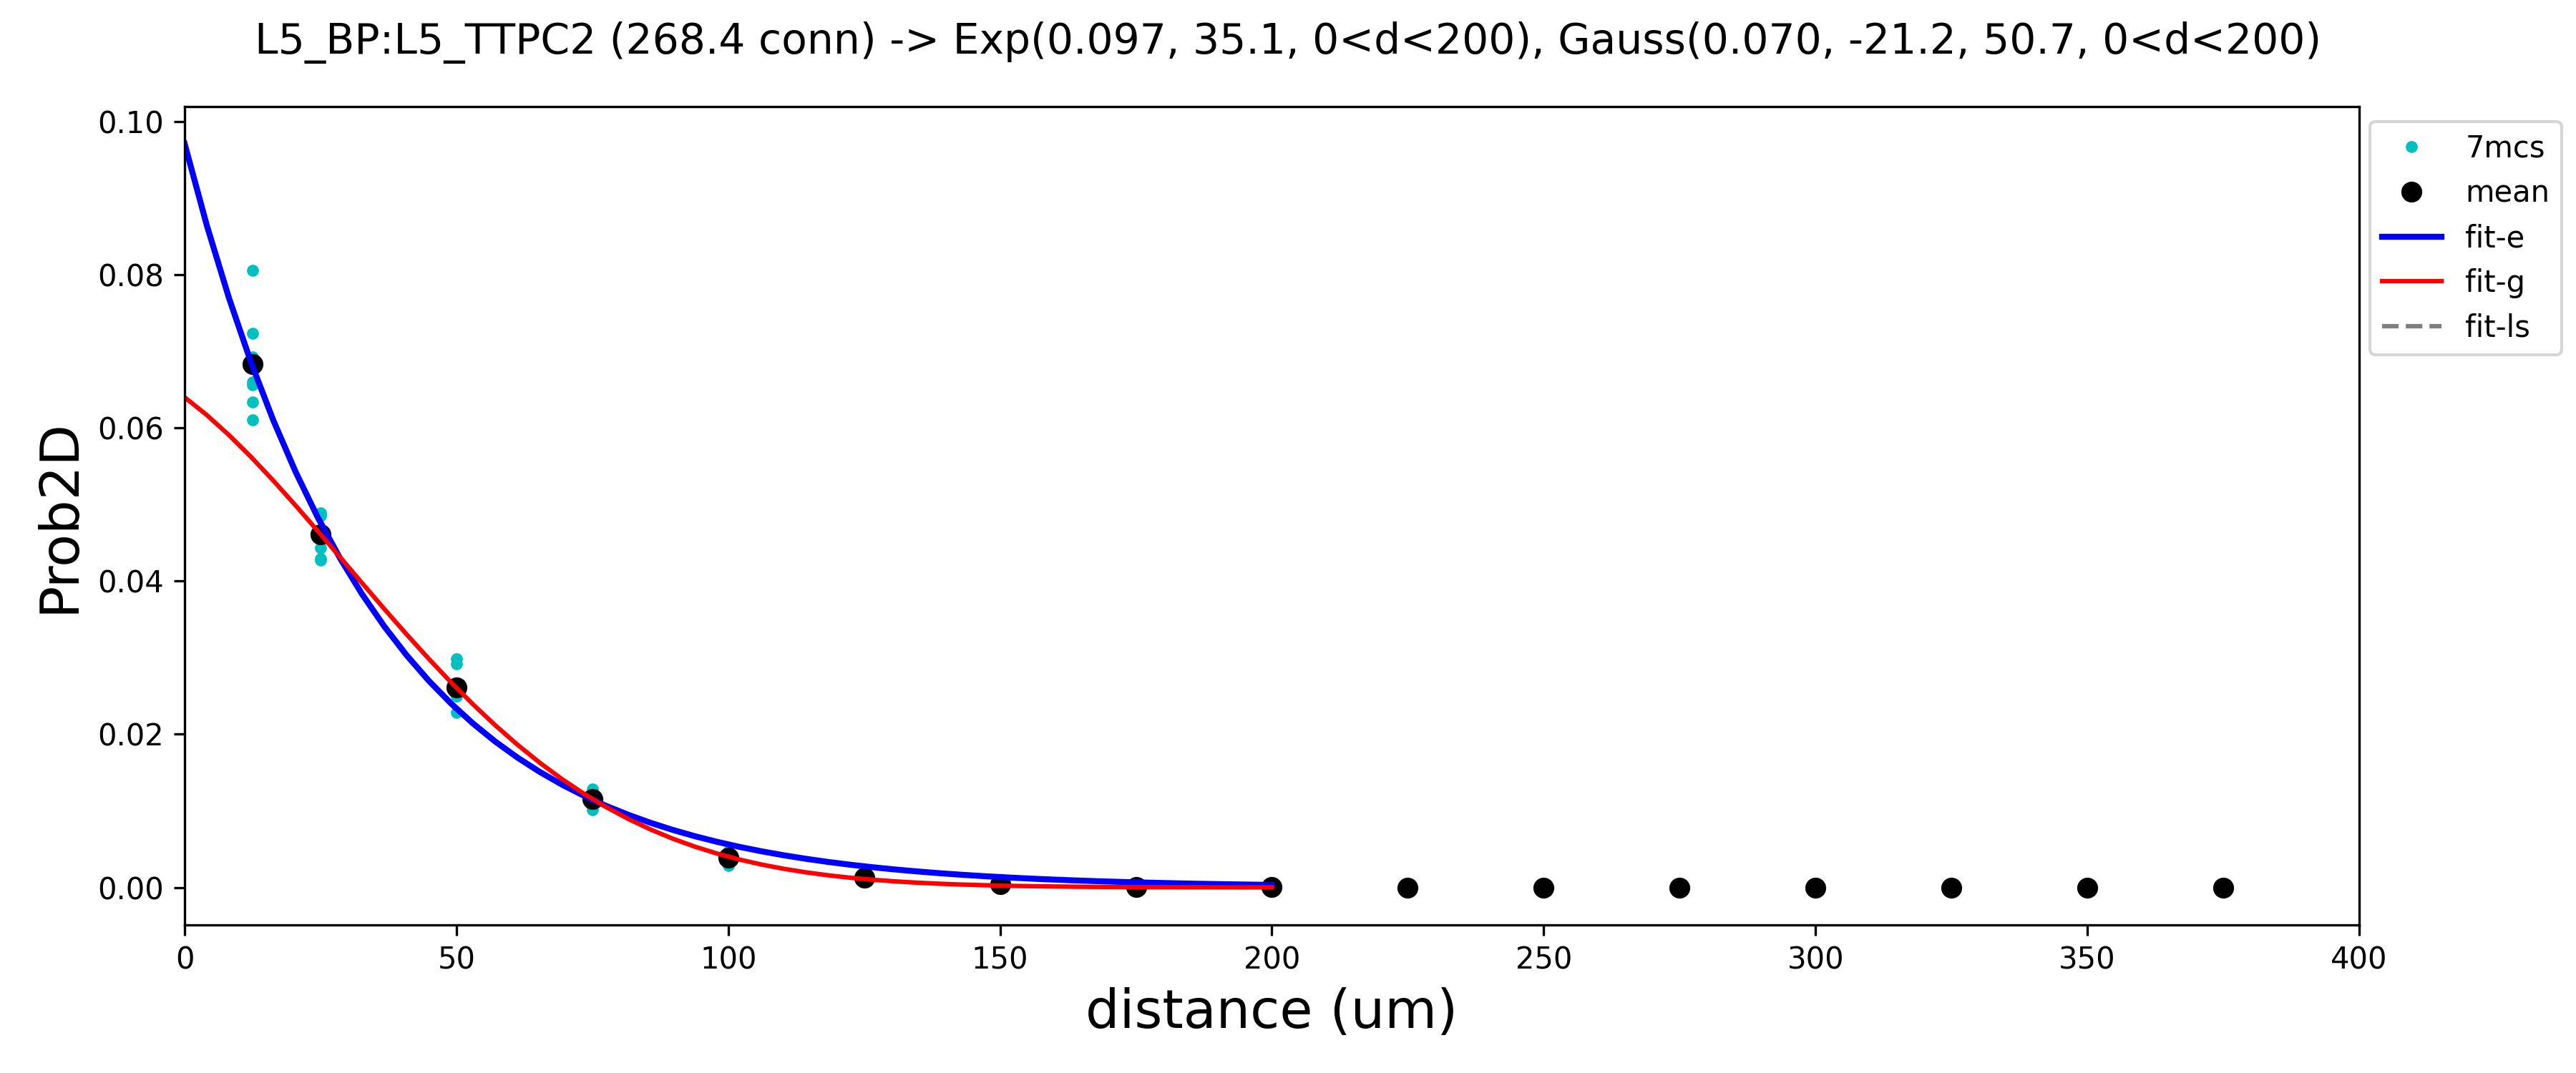 L5_BP:L5_TTPC2 (268.4 conn) -> Exp(0.097, 35.1, 0<d<200), Gauss(0.070, -21.2, 50.7, 0<d<200)
0.10
0.08
0.06
0.04
0.02
0.00
Prob2D
0 50 100 150 200 250 300 350 400
distance (um)
7mcs
mean
fit-e
fit-g
fit-ls